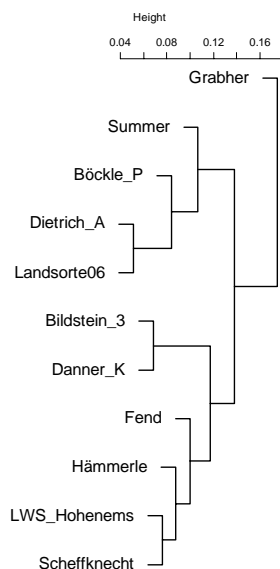 Height
0.04 0.08 0.12 0.16
Grabher
Summer
Böckle_P
Dietrich_A
Landsorte06
Bildstein_3
Danner_K
Fend
Hämmerle
LWS_Hohenems
Scheffknecht